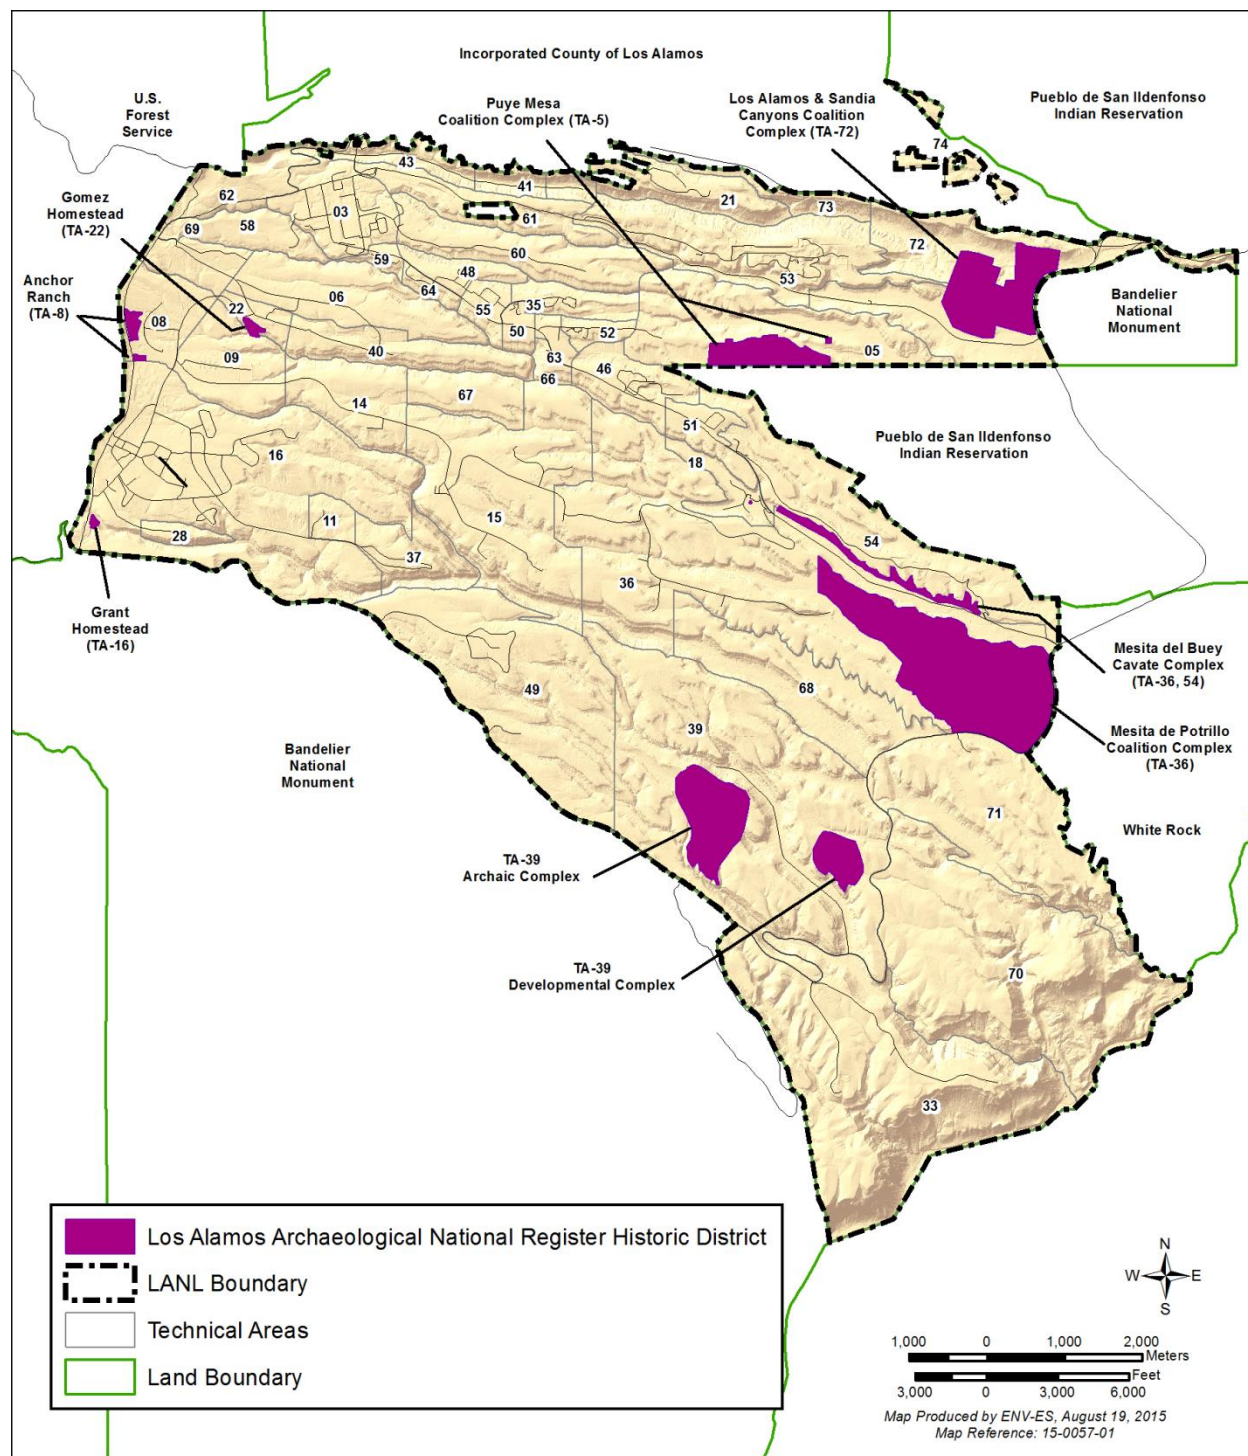 Incorporated County of Los Alamos
U.S.
Forest
Service
Puye Mesa
Coalition Complex (TA-5)
Los Alamos & Sandia
Canyons Coalition
Complex (TA-72)
Pueblo de San Ildenfonso
Indian Reservation
74
43
41
21
73
62
03
61
Gomez
Homestead
(TA-22)
69
58
60
72
59
48
53
Anchor
Ranch
(TA-8)
64
06
55
35
22
08
50
52
Bandelier
National
Monument
40
09
63
46
05
66
14
67
51
Pueblo de San Ildenfonso
Indian Reservation
16
18
11
15
28
54
37
36
Grant
Homestead
(TA-16)
Mesita del Buey
Cavate Complex
(TA-36, 54)
49
68
39
Mesita de Potrillo
Coalition Complex
(TA-36)
Bandelier
National
Monument
71
White Rock
TA-39
Archaic Complex
TA-39
Developmental Complex
70
33
Los Alamos Archaeological National Register Historic District
LANL Boundary
Technical Areas
Land Boundary
N
W E
S
1,000 0 1,000 2,000
Meters
Feet
3,000 0 3,000 6,000
Map Produced by ENV-ES, August 19, 2015
Map Reference: 15-0057-01